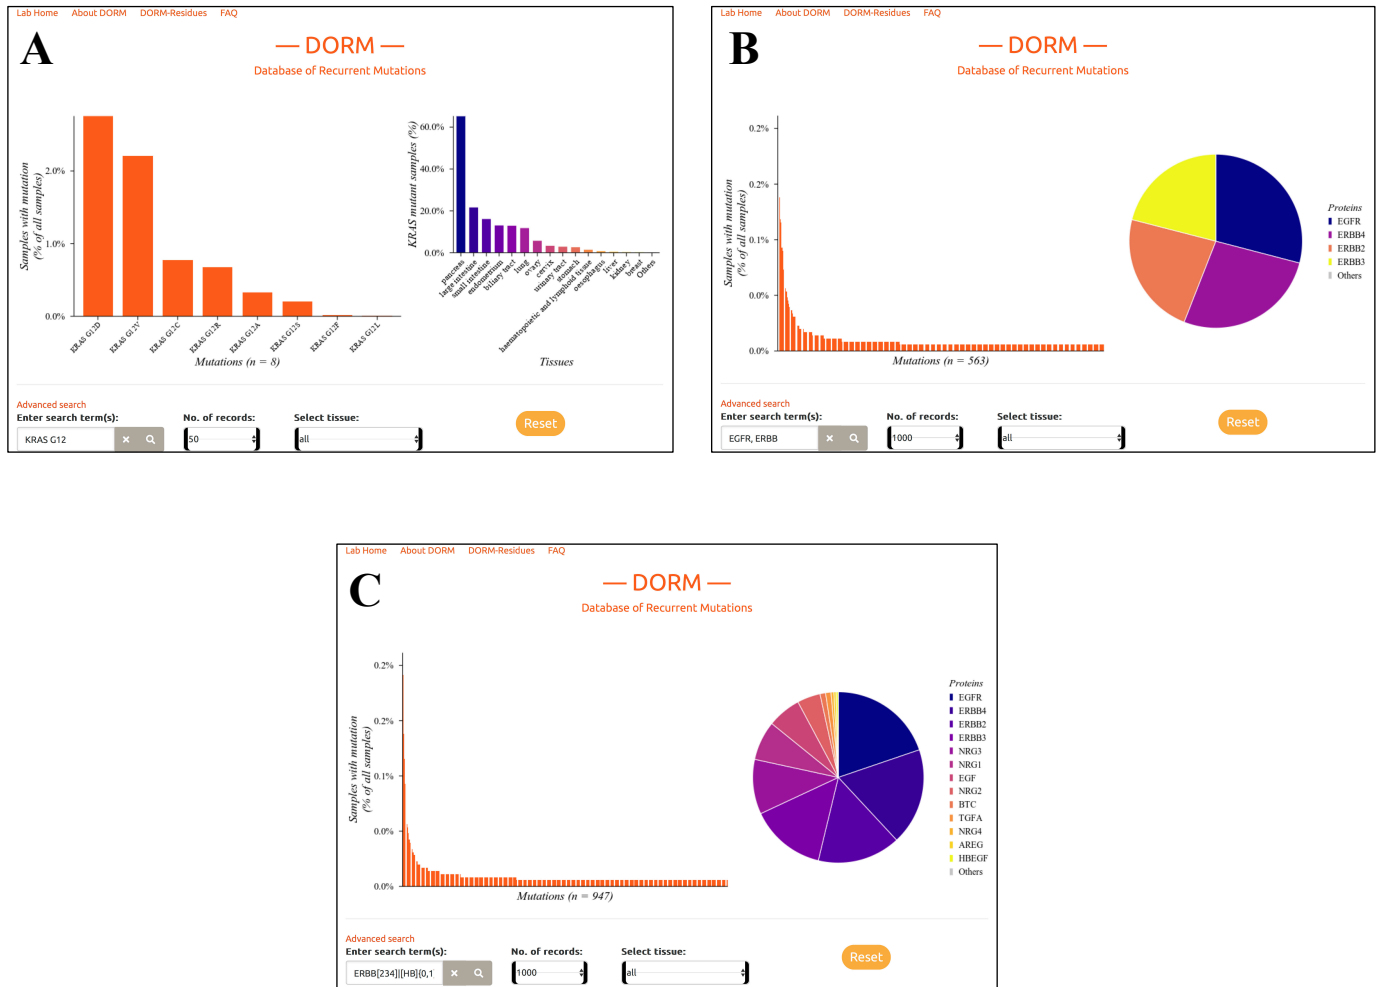 Lab Home About DORM DORM-Residues FAQ
A
— DORM —
Database of Recurrent Mutations
Samples with mutation
(% of all samples)
2.0%
1.0%
0.0%
KRAS G12D
KRAS G12V
KRAS G12C
KRAS G12R
KRAS G12A
KRAS G12S
KRAS G12F
KRAS G12L
Mutations (n = 8)
KRAS mutant samples (%)
60.0%
40.0%
20.0%
0.0%
pancreas
large intestine
small intestine
endometrium
biliary tract
lung
ovary
cervix
urinary tract
stomach
haematopoietic and lymphoid tissue
oesophagus
liver
kidney
breast
Others
Tissues
Advanced search
Enter search term(s): No. of records: Select tissue:
KRAS G12 50 all
Reset
Lab Home About DORM DORM-Residues FAQ
B
— DORM —
Database of Recurrent Mutations
Samples with mutation
(% of all samples)
0.2%
0.2%
0.1%
0.0%
0.0%
Mutations (n = 563)
Proteins
EGFR
ERBB4
ERBB2
ERBB3
Others
Advanced search
Enter search term(s): No. of records: Select tissue:
EGFR, ERBB 1000 all
Reset
Lab Home About DORM DORM-Residues FAQ
C
— DORM —
Database of Recurrent Mutations
Samples with mutation
(% of all samples)
0.2%
0.2%
0.1%
0.0%
0.0%
Mutations (n = 947)
Proteins
EGFR
ERBB4
ERBB2
ERBB3
NRG3
NRG1
EGF
NRG2
BTC
TGFA
NRG4
AREG
HBEGF
Others
Advanced search
Enter search term(s): No. of records: Select tissue:
ERBB[234]|[HB]{0,1 1000 all
Reset